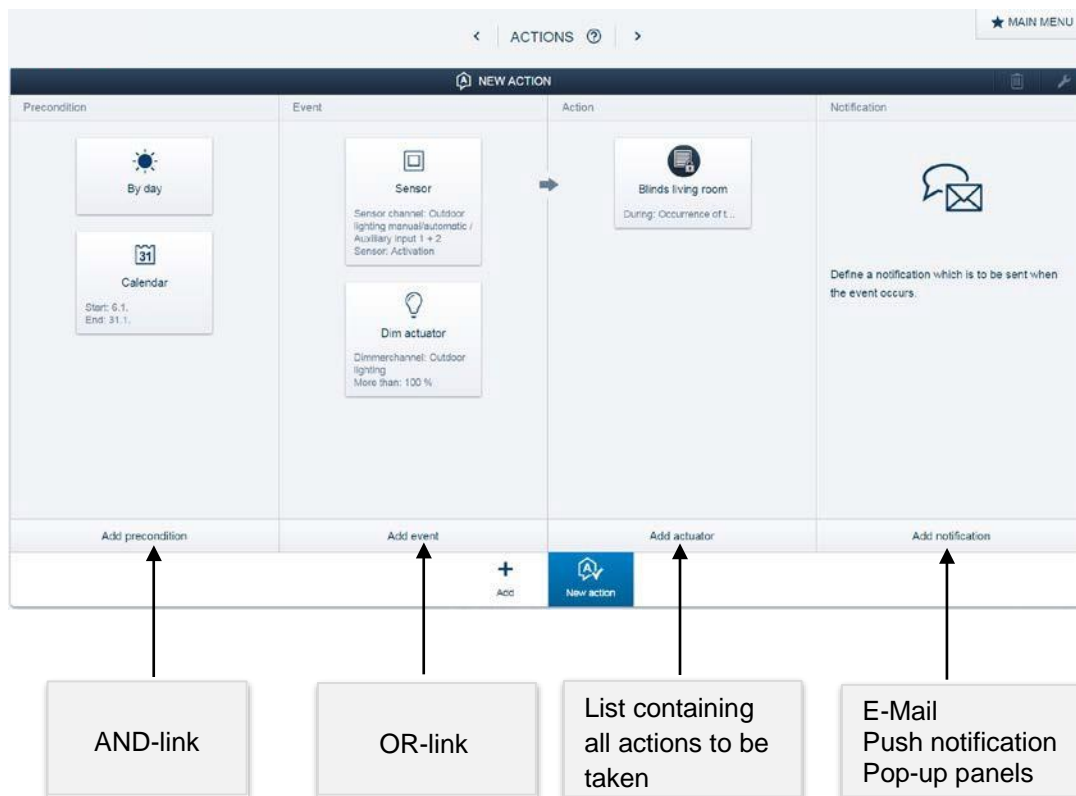 ACTIONS
MAIN MENU
NEW ACTION
Precondition
Event
Action
Notification
By day
31
Calendar
Start: 6.1.
End: 31.1.
Sensor
Sensor channel: Outdoor
lighting manual/automatic /
Auxiliary input 1 + 2
Sensor: Activation
Dim actuator
Dimmerchannel: Outdoor
lighting
More than: 100 %
Blinds living room
During: Occurrence of t...
Define a notification which is to be sent when
the event occurs.
Add precondition
Add event
Add actuator
Add notification
Add
New action
AND-link
OR-link
List containing
all actions to be
taken
E-Mail
Push notification
Pop-up panels